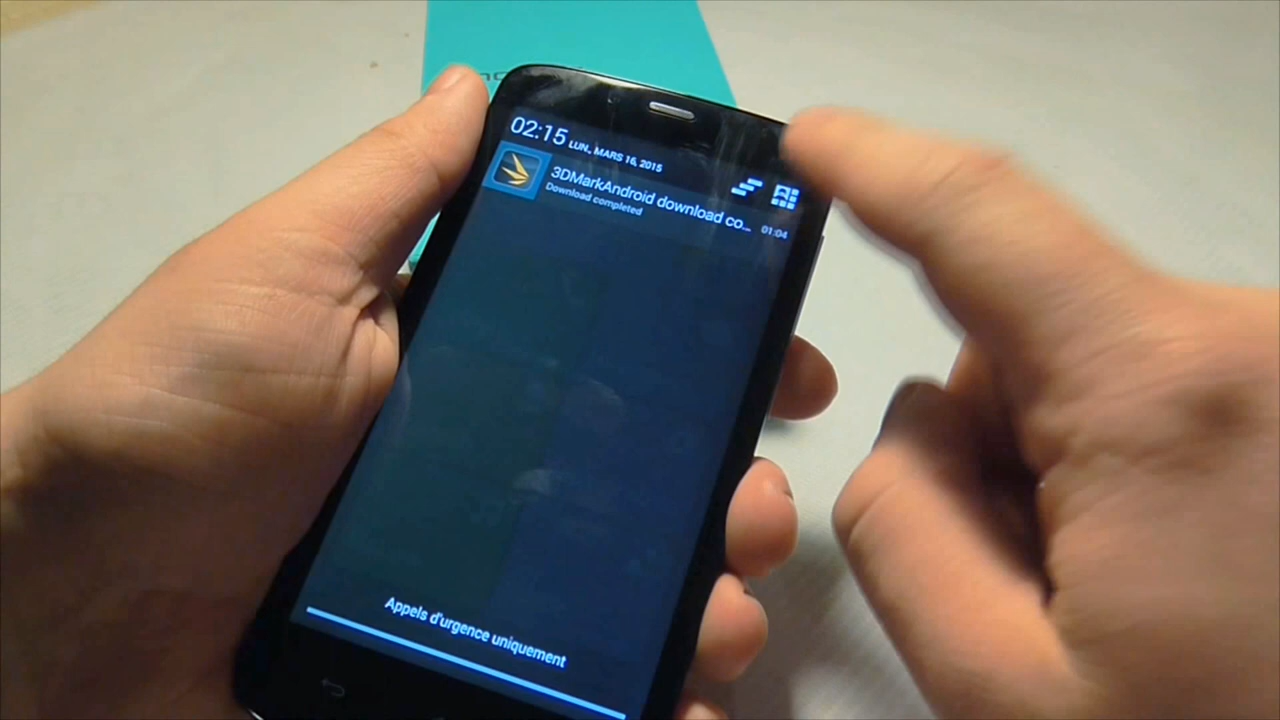 02:15 LUN., MARS 16, 2015
3DMarkAndroid download co...
Download completed
01:04
Appels d'urgence uniquement